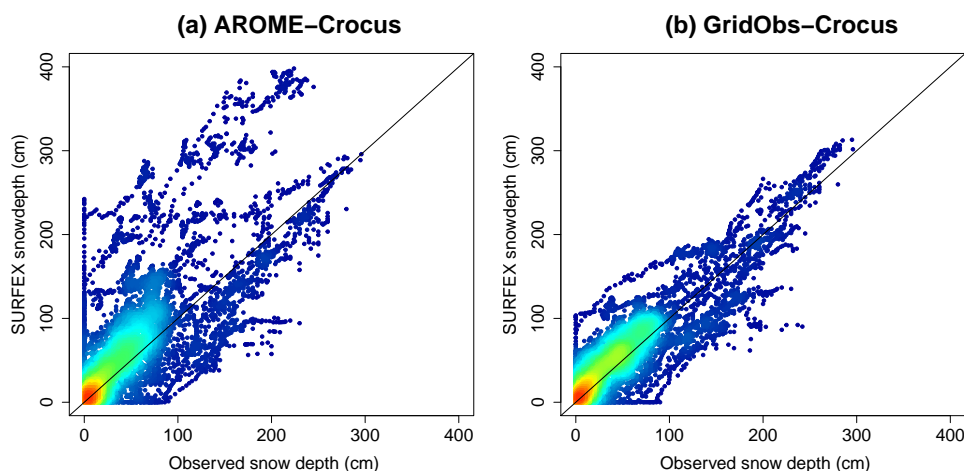 (a) AROME−Crocus
(b) GridObs−Crocus
SURFEX snowdepth (cm)
400
300
200
100
0
0 100 200 300 400
Observed snow depth (cm)
SURFEX snowdepth (cm)
400
300
200
100
0
0 100 200 300 400
Observed snow depth (cm)